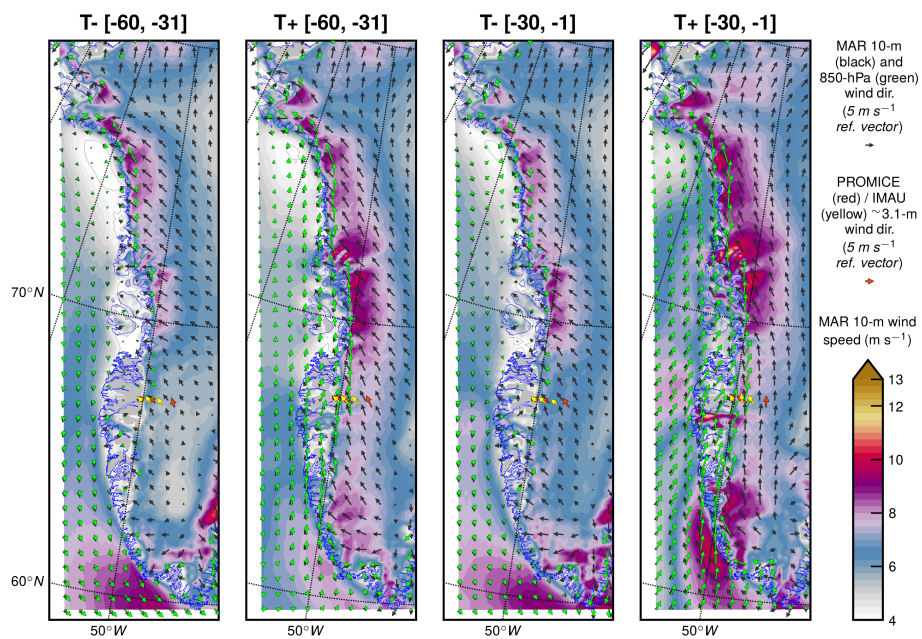 T- [-60, -31]
T+ [-60, -31]
T- [-30, -1]
T+ [-30, -1]
MAR 10-m
(black) and
850-hPa (green)
wind dir.
(5 m s⁻¹
ref. vector)
PROMICE
(red) / IMAU
(yellow) ~3.1-m
wind dir.
(5 m s⁻¹
ref. vector)
MAR 10-m wind
speed (m s⁻¹)
13
12
10
9
8
6
4
70°N
60°N
50°W
50°W
50°W
50°W